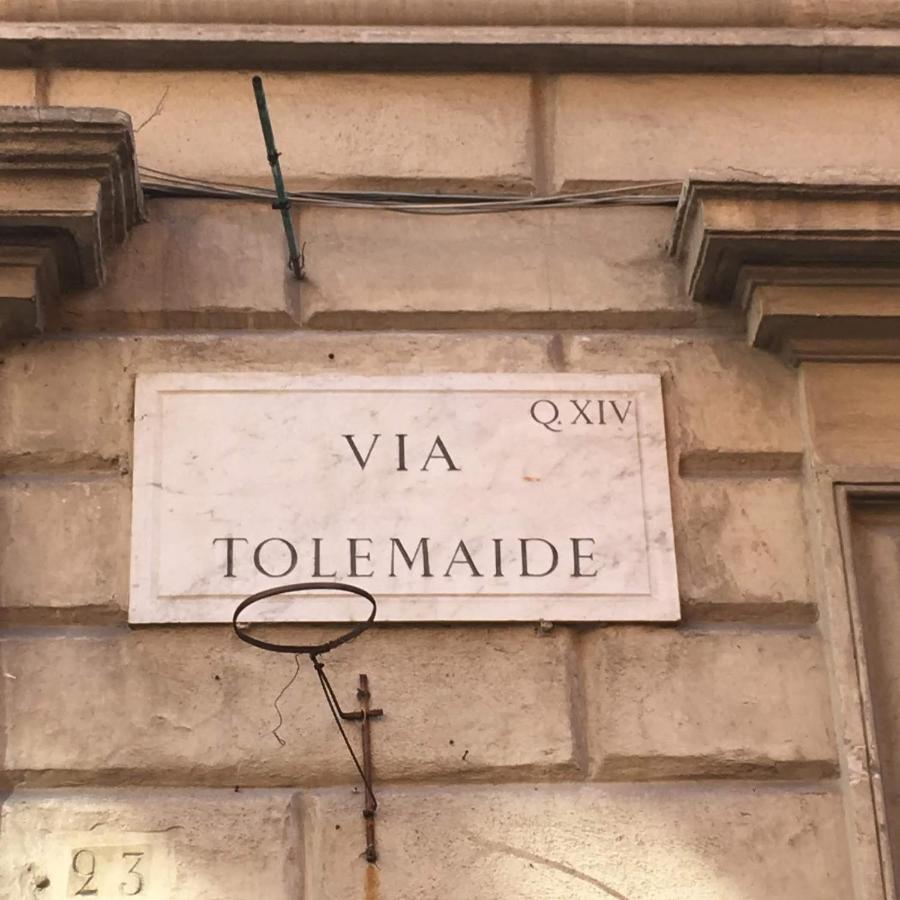 Q. XIV
VIA
TOLEMAIDE
23